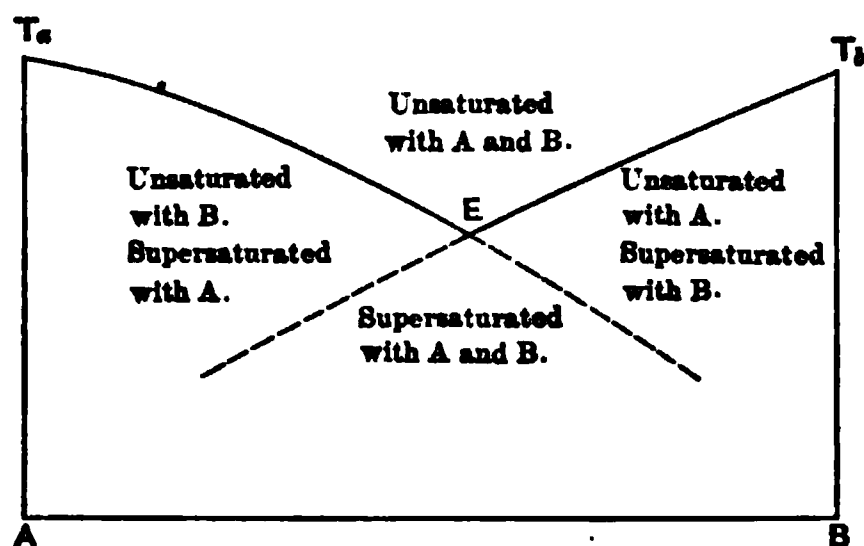 Ta
Tb
Unsaturated
with A and B.
Unsaturated
with B.
Supersaturated
with A.
Unsaturated
with A.
Supersaturated
with B.
E
Supersaturated
with A and B.
A
B